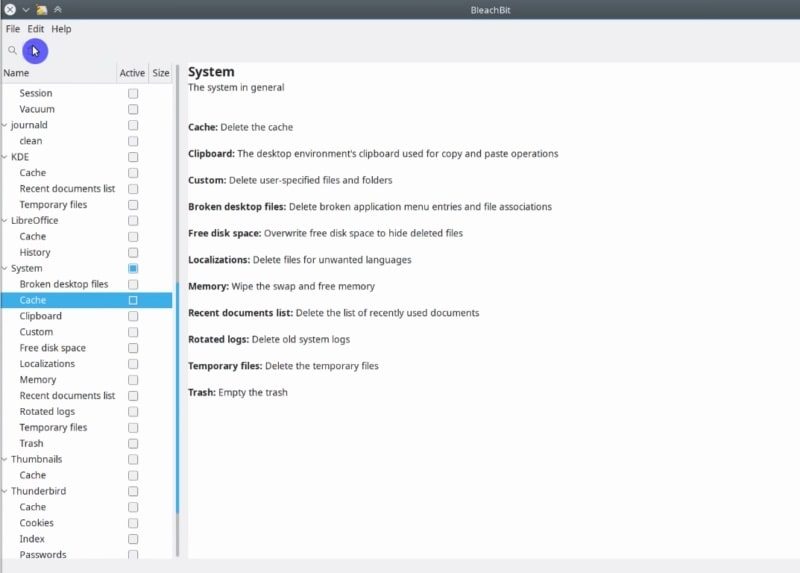 BleachBit
File Edit Help
Name Active Size
Session
Vacuum
journald
clean
KDE
Cache
Recent documents list
Temporary files
LibreOffice
Cache
History
System
Broken desktop files
Cache
Clipboard
Custom
Free disk space
Localizations
Memory
Recent documents list
Rotated logs
Temporary files
Trash
Thumbnails
Cache
Thunderbird
Cache
Cookies
Index
Passwords
System
The system in general
Cache: Delete the cache
Clipboard: The desktop environment's clipboard used for copy and paste operations
Custom: Delete user-specified files and folders
Broken desktop files: Delete broken application menu entries and file associations
Free disk space: Overwrite free disk space to hide deleted files
Localizations: Delete files for unwanted languages
Memory: Wipe the swap and free memory
Recent documents list: Delete the list of recently used documents
Rotated logs: Delete old system logs
Temporary files: Delete the temporary files
Trash: Empty the trash